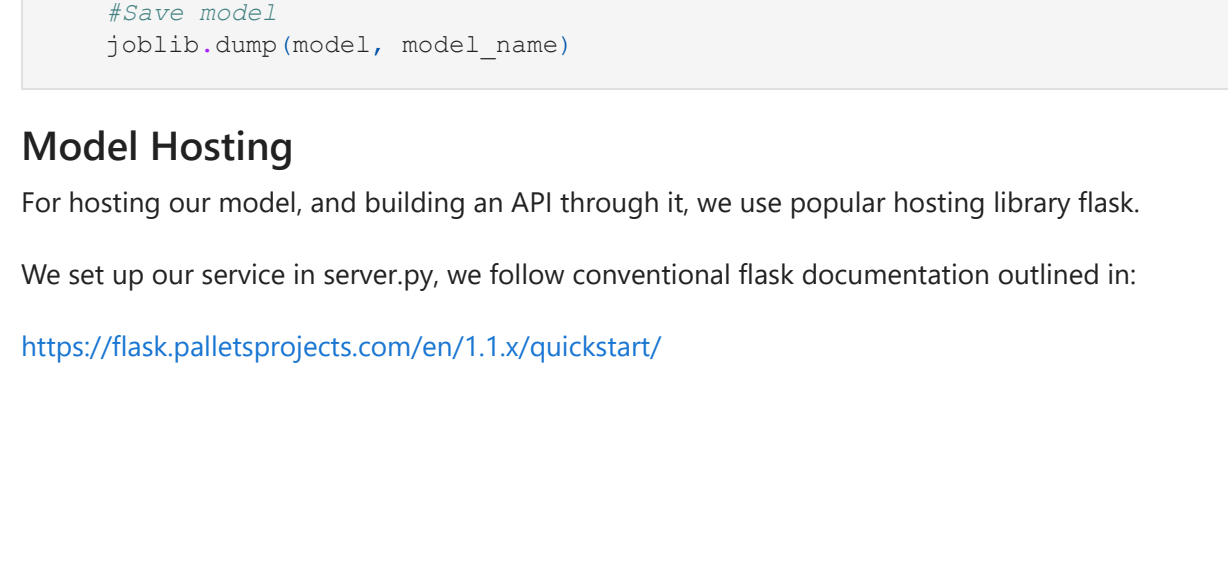 #Save model
joblib.dump(model, model_name)
Model Hosting
For hosting our model, and building an API through it, we use popular hosting library flask.
We set up our service in server.py, we follow conventional flask documentation outlined in:
https://flask.palletsprojects.com/en/1.1.x/quickstart/